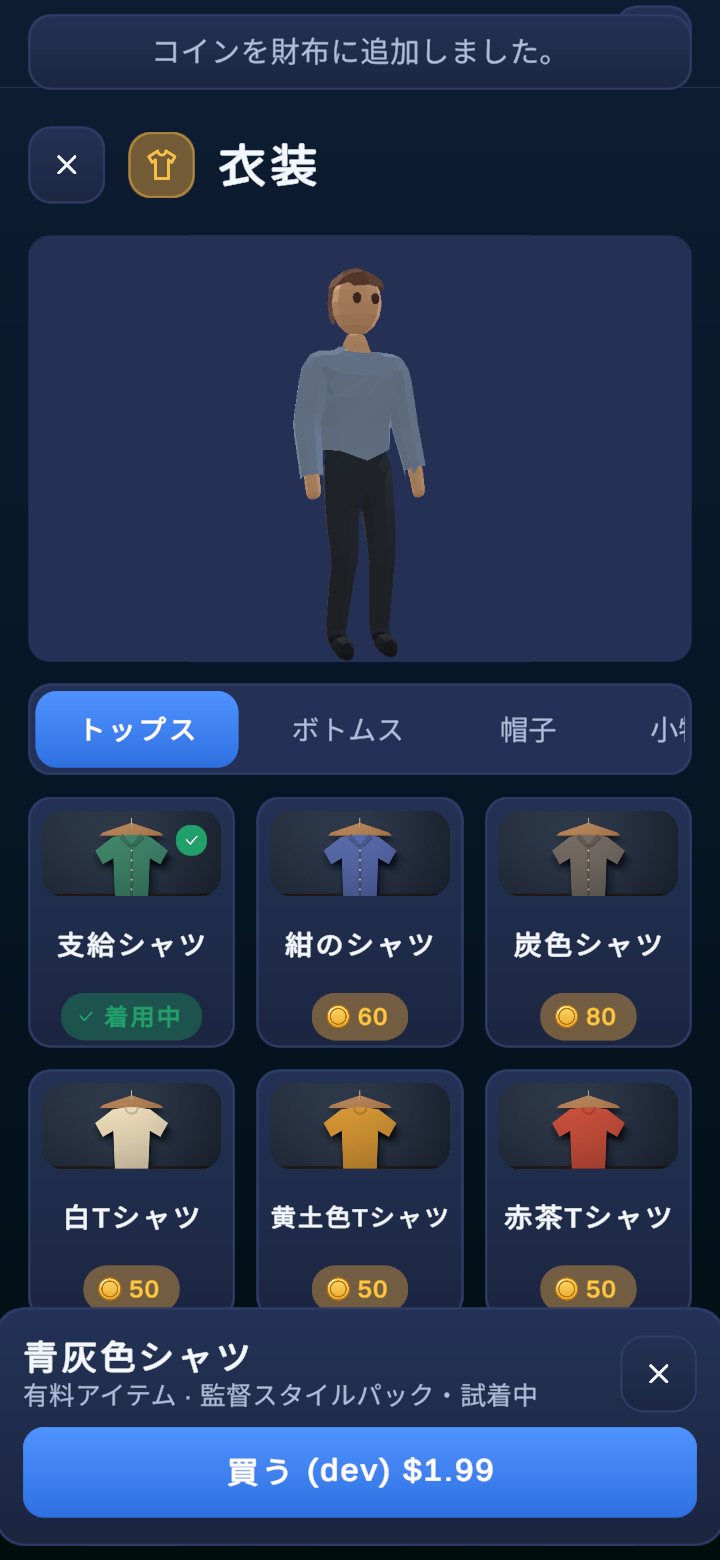 コインを財布に追加しました。
衣装
トップス ボトムス 帽子 小
支給シャツ 紺のシャツ 炭色シャツ
着用中 60 80
白Tシャツ 黄土色Tシャツ 赤茶Tシャツ
50 50 50
青灰色シャツ
有料アイテム · 監督スタイルパック・試着中
買う (dev) $1.99